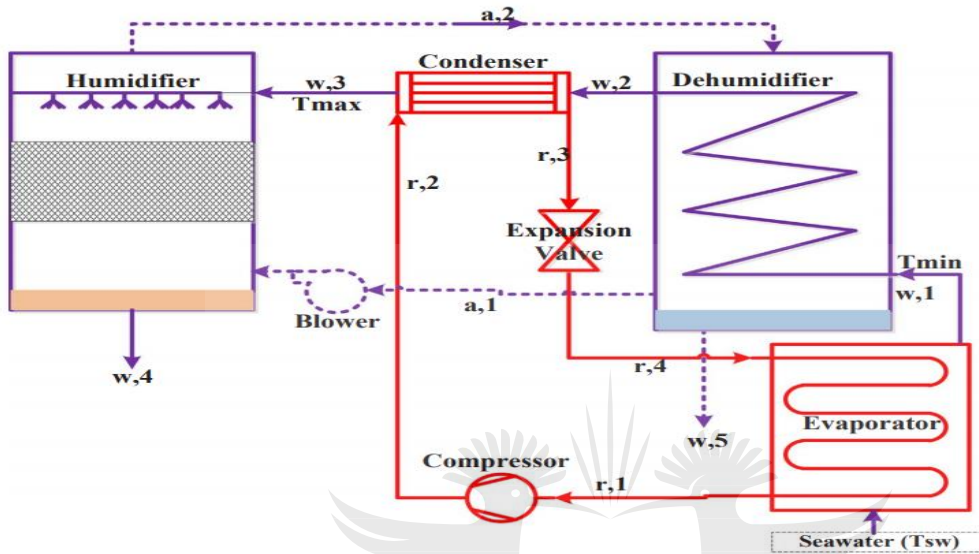 a,2
Humidifier
Condenser
Dehumidifier
w,3
Tmax
w,2
r,3
r,2
Expansion
Valve
Tmin
w,1
a,1
Blower
w,4
r,4
Evaporator
w,5
Compressor
r,1
Seawater (Tsw)